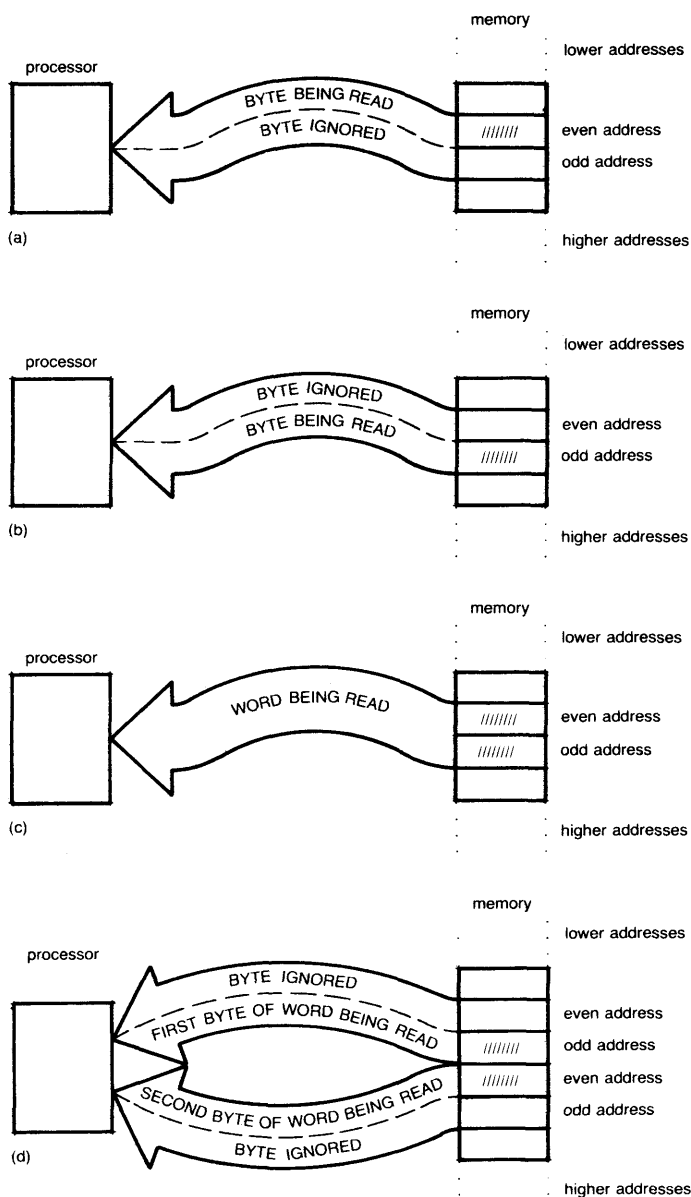 memory
lower addresses
processor
BYTE BEING READ
even address
BYTE IGNORED
odd address
(a)
higher addresses
memory
lower addresses
processor
BYTE IGNORED
even address
BYTE BEING READ
odd address
(b)
higher addresses
memory
lower addresses
processor
WORD BEING READ
even address
odd address
(c)
higher addresses
memory
lower addresses
processor
BYTE IGNORED
even address
FIRST BYTE OF WORD BEING READ
odd address
even address
SECOND BYTE OF WORD BEING READ
odd address
BYTE IGNORED
(d)
higher addresses